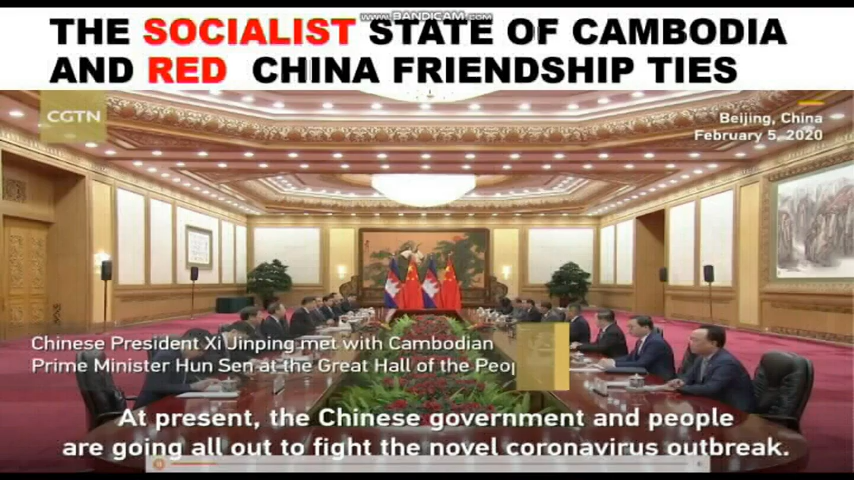 www.BANDICAM.com
THE SOCIALIST STATE OF CAMBODIA
AND RED CHINA FRIENDSHIP TIES
CGTN
Beijing, China
February 5, 2020
Chinese President Xi Jinping met with Cambodian
Prime Minister Hun Sen at the Great Hall of the Peop
At present, the Chinese government and people
are going all out to fight the novel coronavirus outbreak.